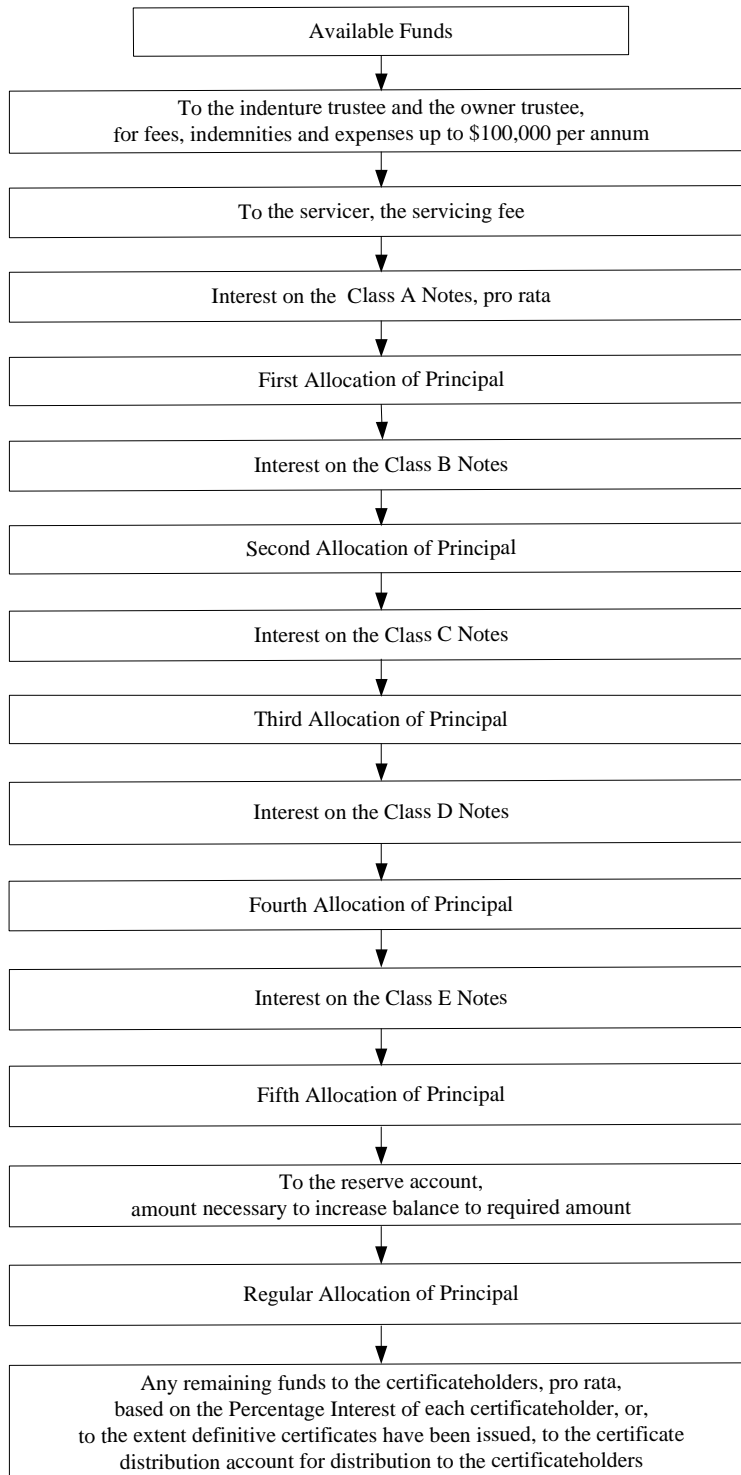 Available Funds
To the indenture trustee and the owner trustee,
for fees, indemnities and expenses up to $100,000 per annum
To the servicer, the servicing fee
Interest on the Class A Notes, pro rata
First Allocation of Principal
Interest on the Class B Notes
Second Allocation of Principal
Interest on the Class C Notes
Third Allocation of Principal
Interest on the Class D Notes
Fourth Allocation of Principal
Interest on the Class E Notes
Fifth Allocation of Principal
To the reserve account,
amount necessary to increase balance to required amount
Regular Allocation of Principal
Any remaining funds to the certificateholders, pro rata,
based on the Percentage Interest of each certificateholder, or,
to the extent definitive certificates have been issued, to the certificate
distribution account for distribution to the certificateholders